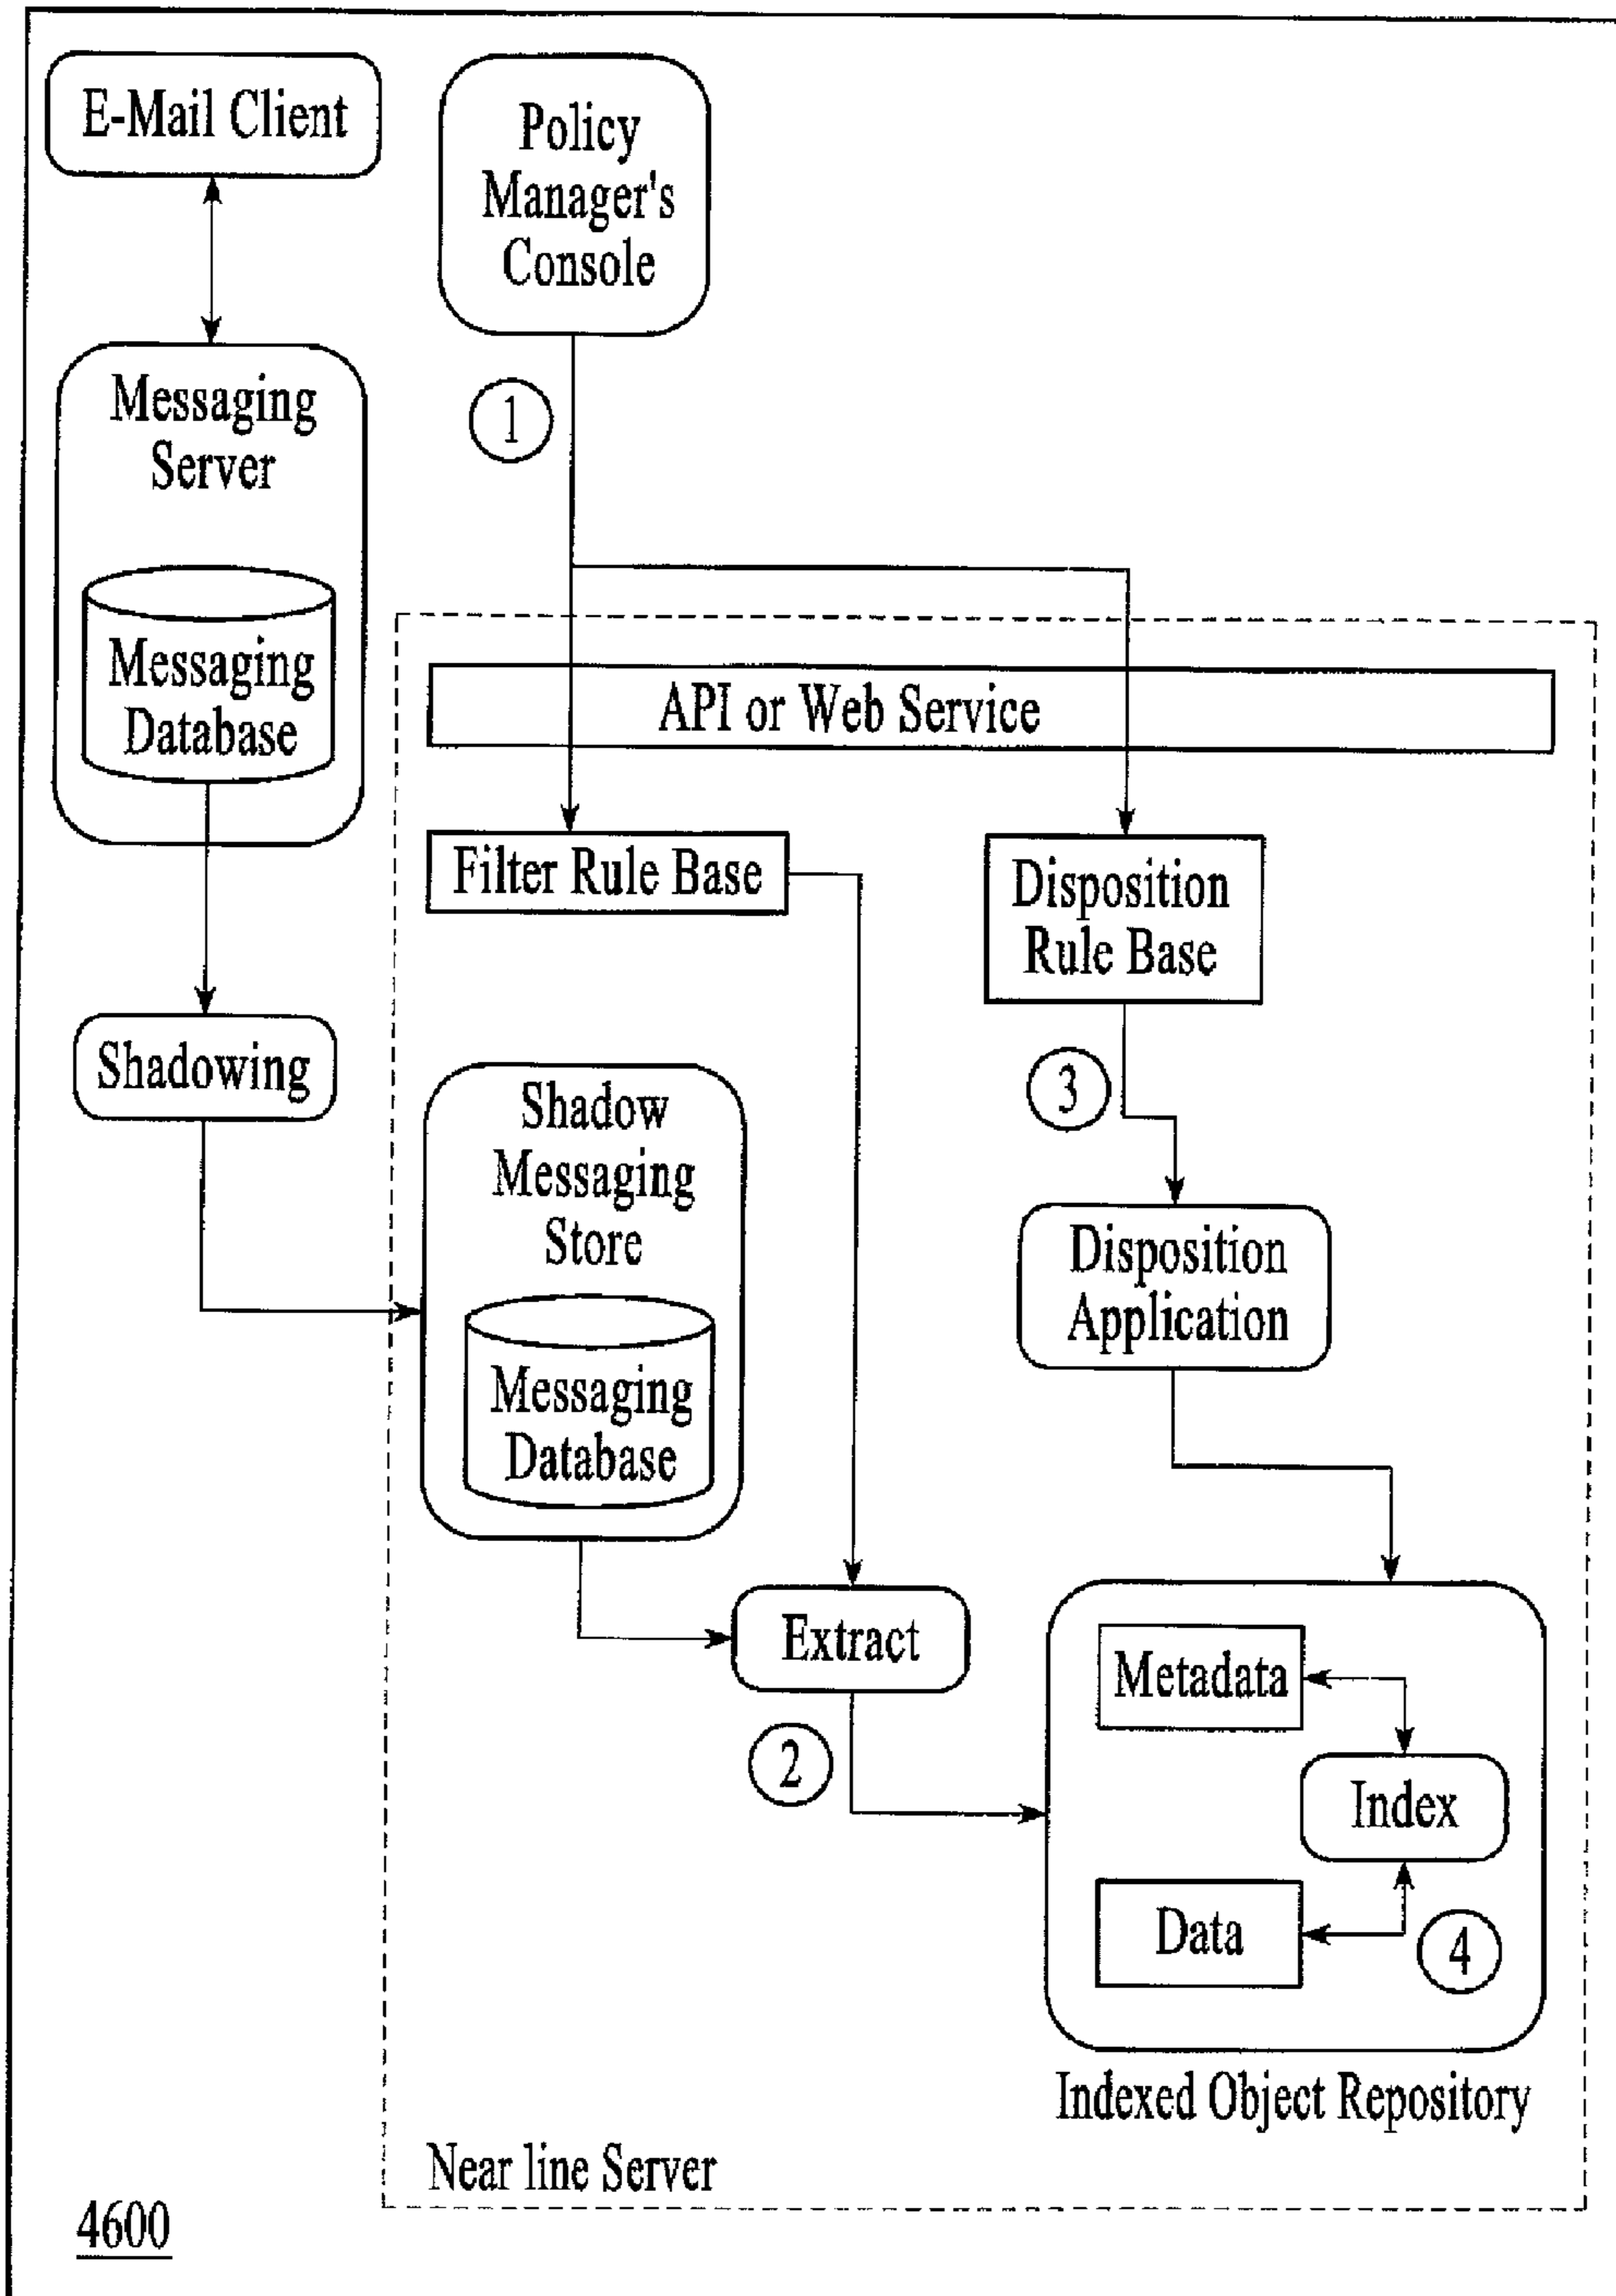 E-Mail Client
Policy
Manager's
Console
1
Messaging
Server
Messaging
Database
API or Web Service
Filter Rule Base
Disposition
Rule Base
Shadowing
3
Shadow
Messaging
Store
Messaging
Database
Disposition
Application
Extract
2
Metadata
Index
Data
4
Indexed Object Repository
Near line Server
4600